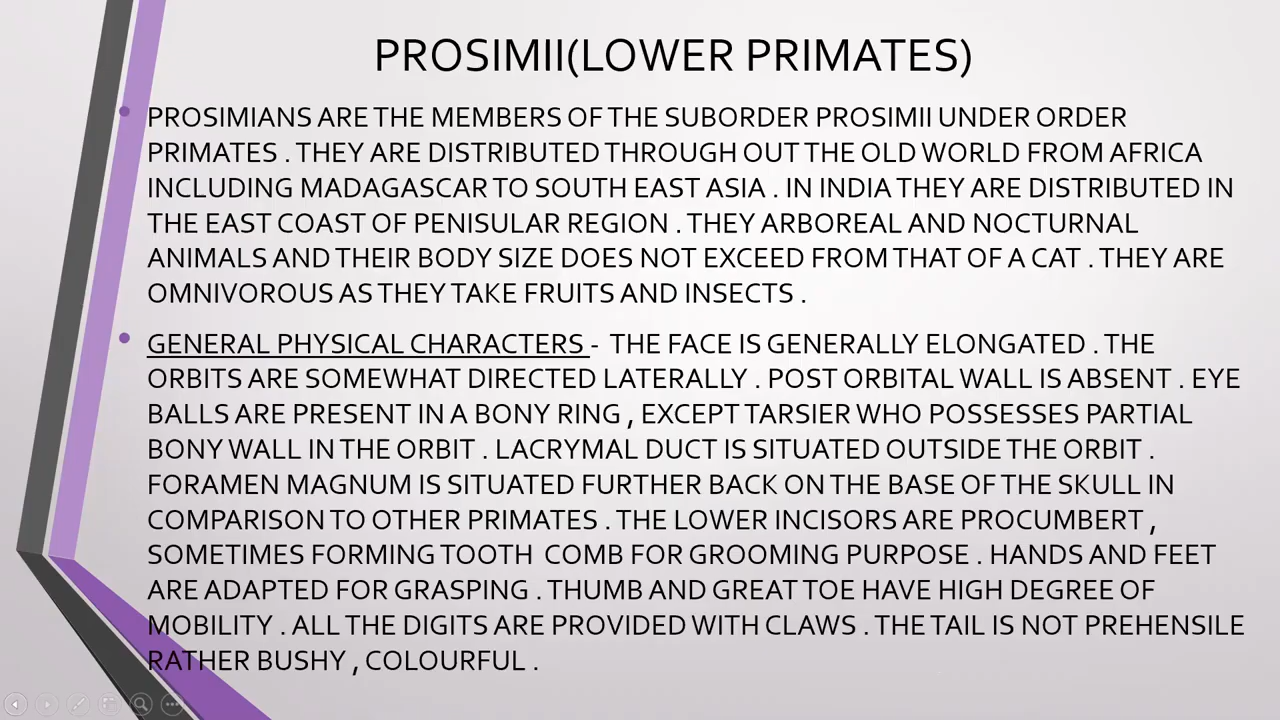 PROSIMII(LOWER PRIMATES)
• PROSIMIANS ARE THE MEMBERS OF THE SUBORDER PROSIMII UNDER ORDER
PRIMATES . THEY ARE DISTRIBUTED THROUGH OUT THE OLD WORLD FROM AFRICA
INCLUDING MADAGASCAR TO SOUTH EAST ASIA . IN INDIA THEY ARE DISTRIBUTED IN
THE EAST COAST OF PENISULAR REGION . THEY ARBOREAL AND NOCTURNAL
ANIMALS AND THEIR BODY SIZE DOES NOT EXCEED FROM THAT OF A CAT . THEY ARE
OMNIVOROUS AS THEY TAKE FRUITS AND INSECTS .
• GENERAL PHYSICAL CHARACTERS - THE FACE IS GENERALLY ELONGATED . THE
ORBITS ARE SOMEWHAT DIRECTED LATERALLY . POST ORBITAL WALL IS ABSENT . EYE
BALLS ARE PRESENT IN A BONY RING , EXCEPT TARSIER WHO POSSESSES PARTIAL
BONY WALL IN THE ORBIT . LACRYMAL DUCT IS SITUATED OUTSIDE THE ORBIT .
FORAMEN MAGNUM IS SITUATED FURTHER BACK ON THE BASE OF THE SKULL IN
COMPARISON TO OTHER PRIMATES . THE LOWER INCISORS ARE PROCUMBERT ,
SOMETIMES FORMING TOOTH COMB FOR GROOMING PURPOSE . HANDS AND FEET
ARE ADAPTED FOR GRASPING . THUMB AND GREAT TOE HAVE HIGH DEGREE OF
MOBILITY . ALL THE DIGITS ARE PROVIDED WITH CLAWS . THE TAIL IS NOT PREHENSILE
RATHER BUSHY , COLOURFUL .